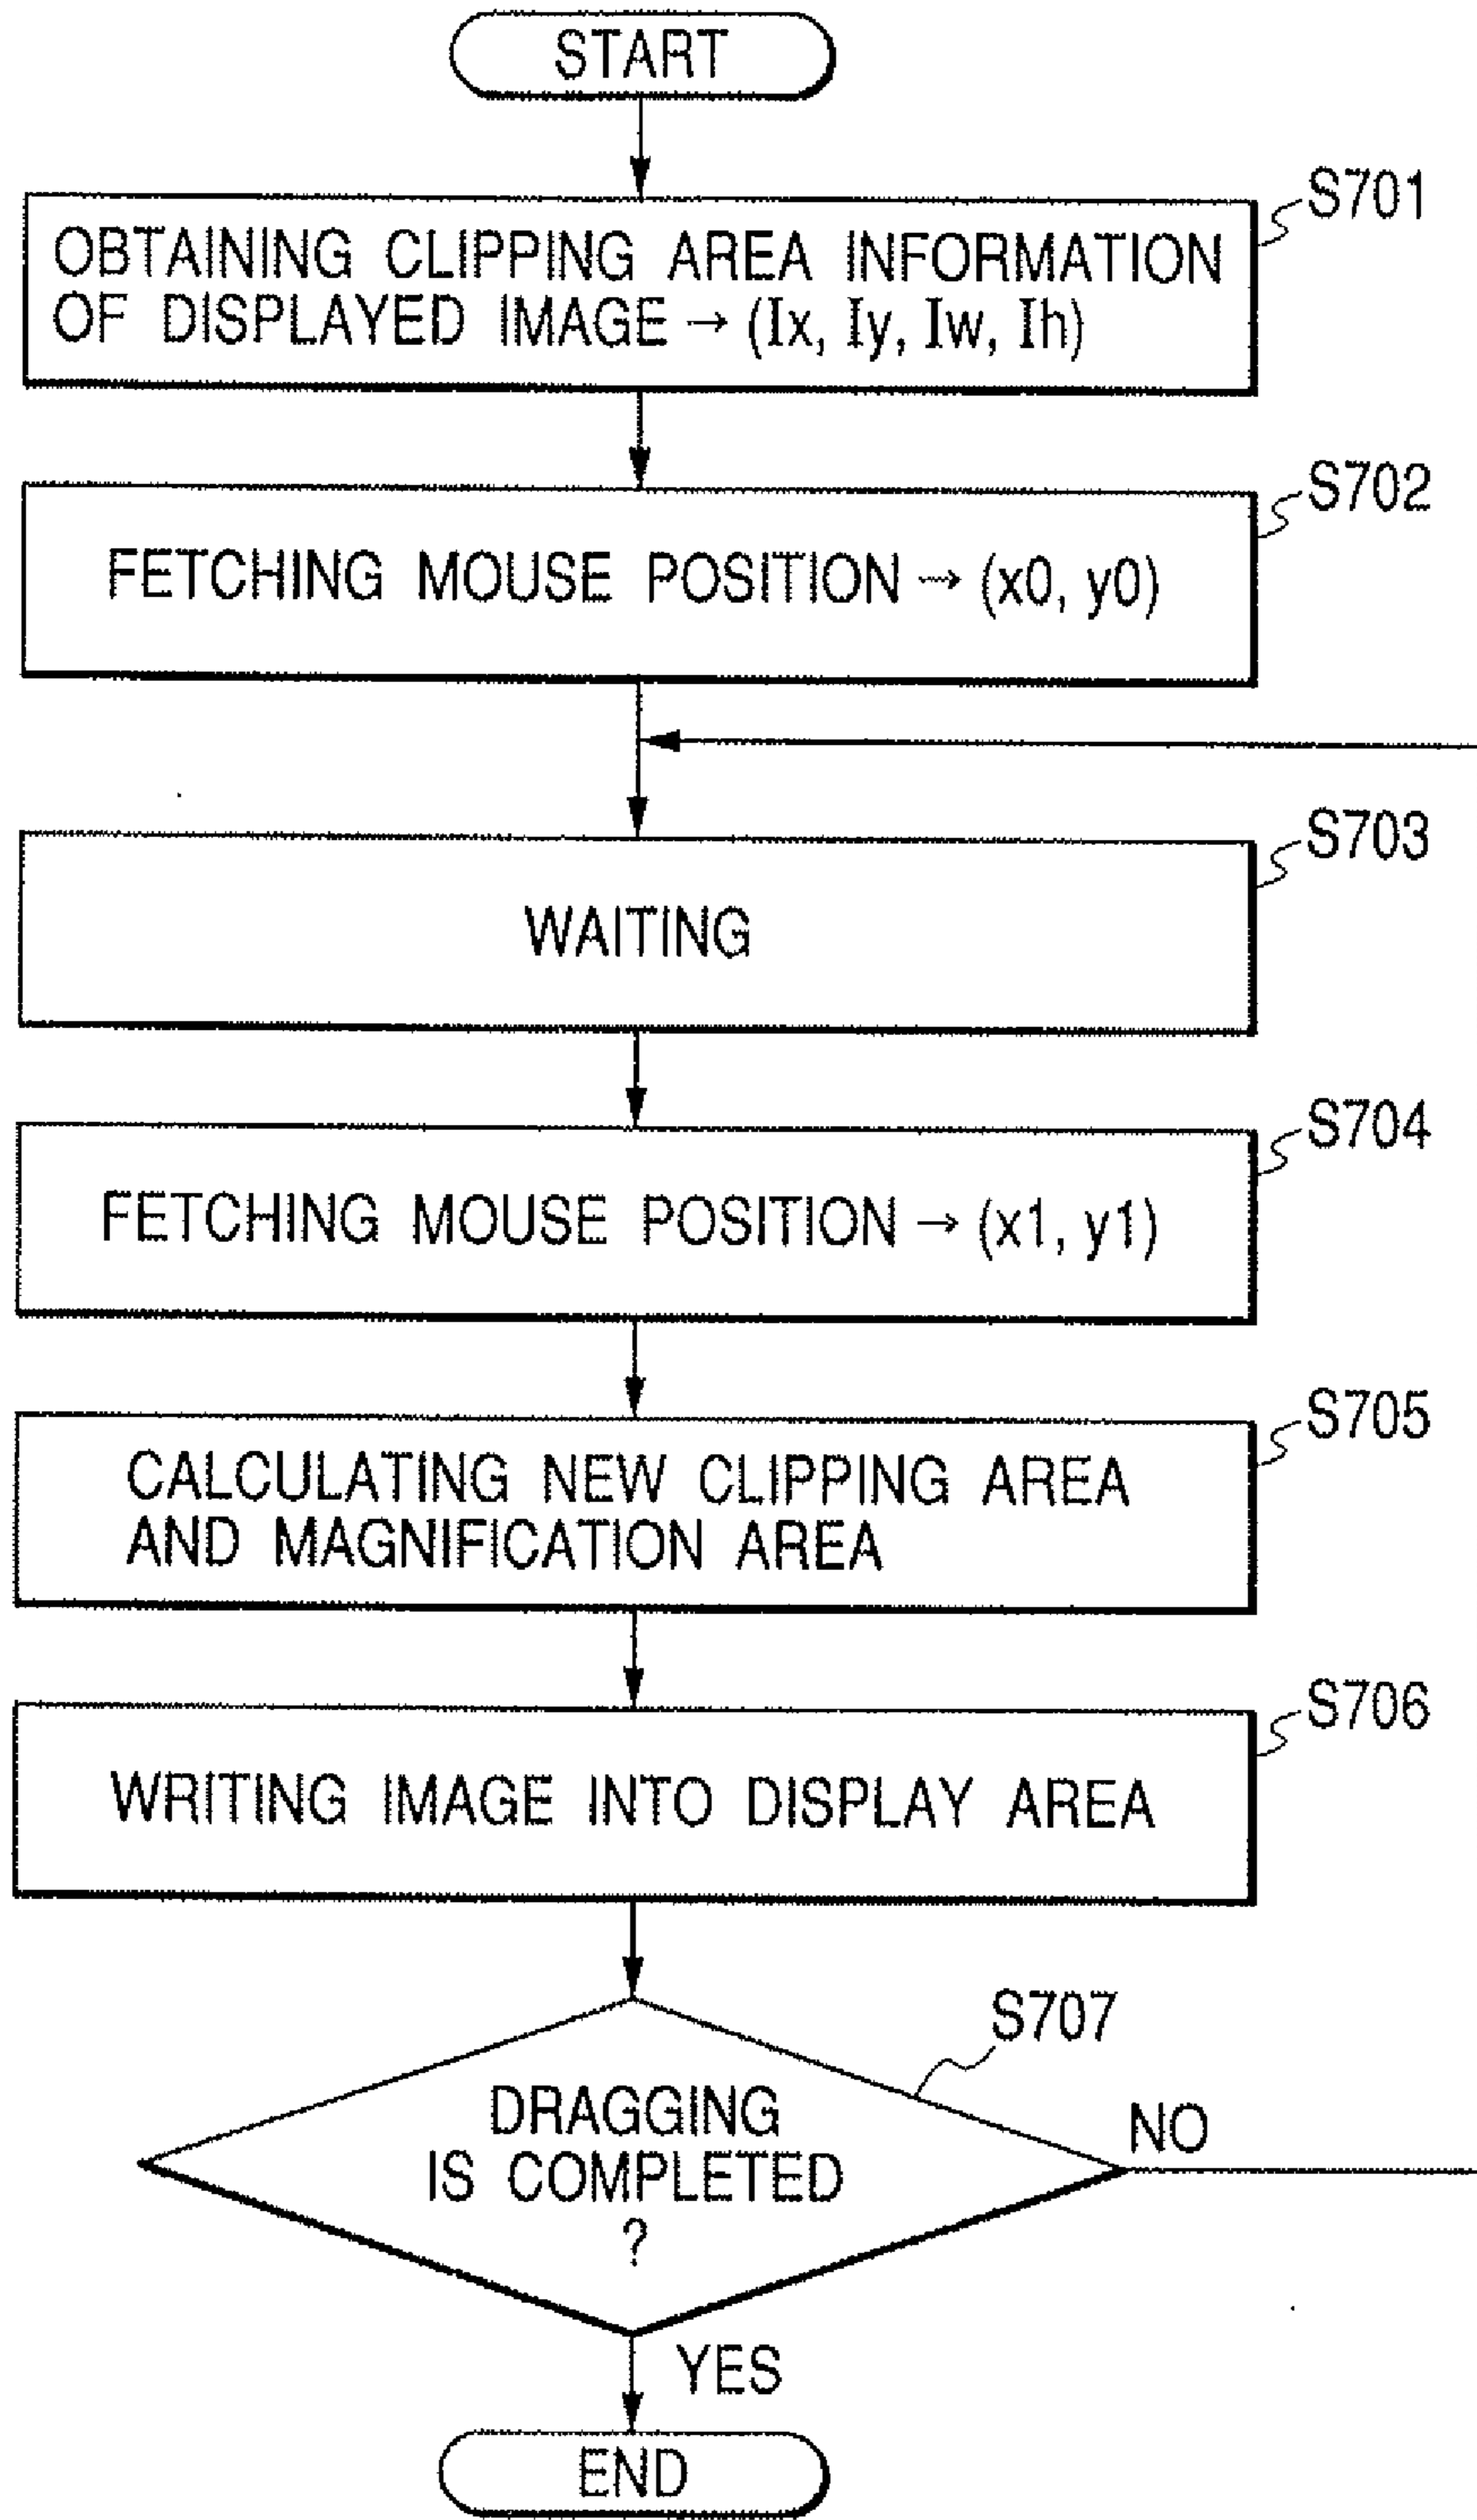 START
S701
OBTAINING CLIPPING AREA INFORMATION
OF DISPLAYED IMAGE → (Ix, Iy, Iw, Ih)
S702
FETCHING MOUSE POSITION → (x0, y0)
S703
WAITING
S704
FETCHING MOUSE POSITION → (x1, y1)
S705
CALCULATING NEW CLIPPING AREA
AND MAGNIFICATION AREA
S706
WRITING IMAGE INTO DISPLAY AREA
S707
DRAGGING
IS COMPLETED
?
NO
YES
END